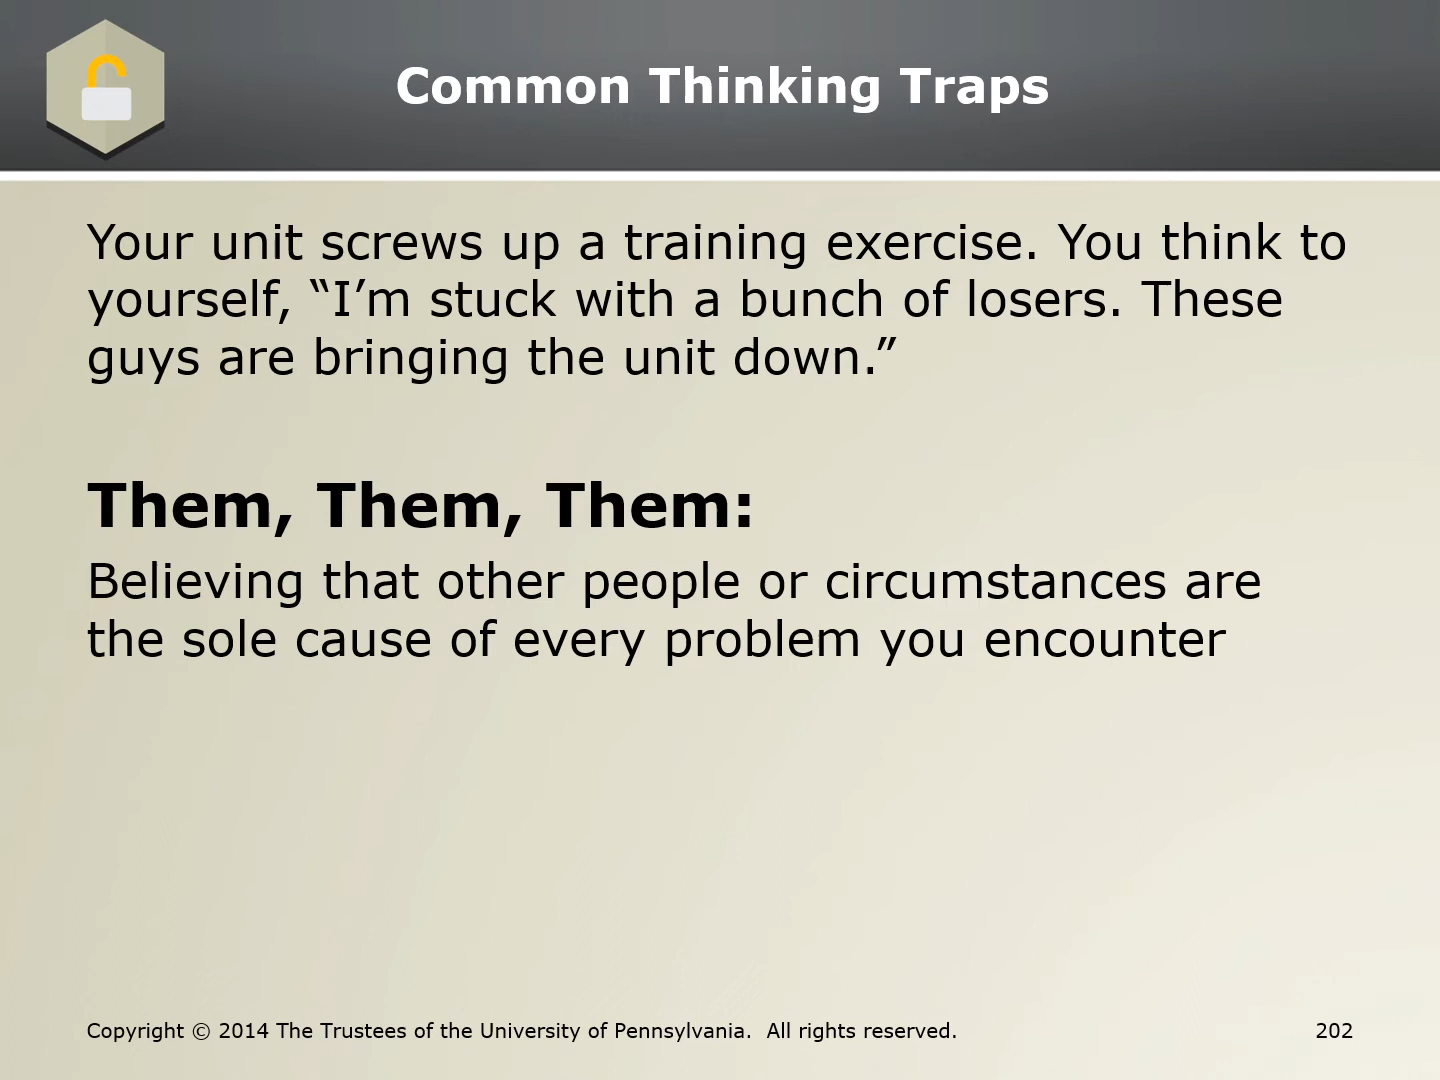 Common Thinking Traps
Your unit screws up a training exercise. You think to
yourself, “I’m stuck with a bunch of losers. These
guys are bringing the unit down.”
Them, Them, Them:
Believing that other people or circumstances are
the sole cause of every problem you encounter
Copyright © 2014 The Trustees of the University of Pennsylvania.  All rights reserved.
202